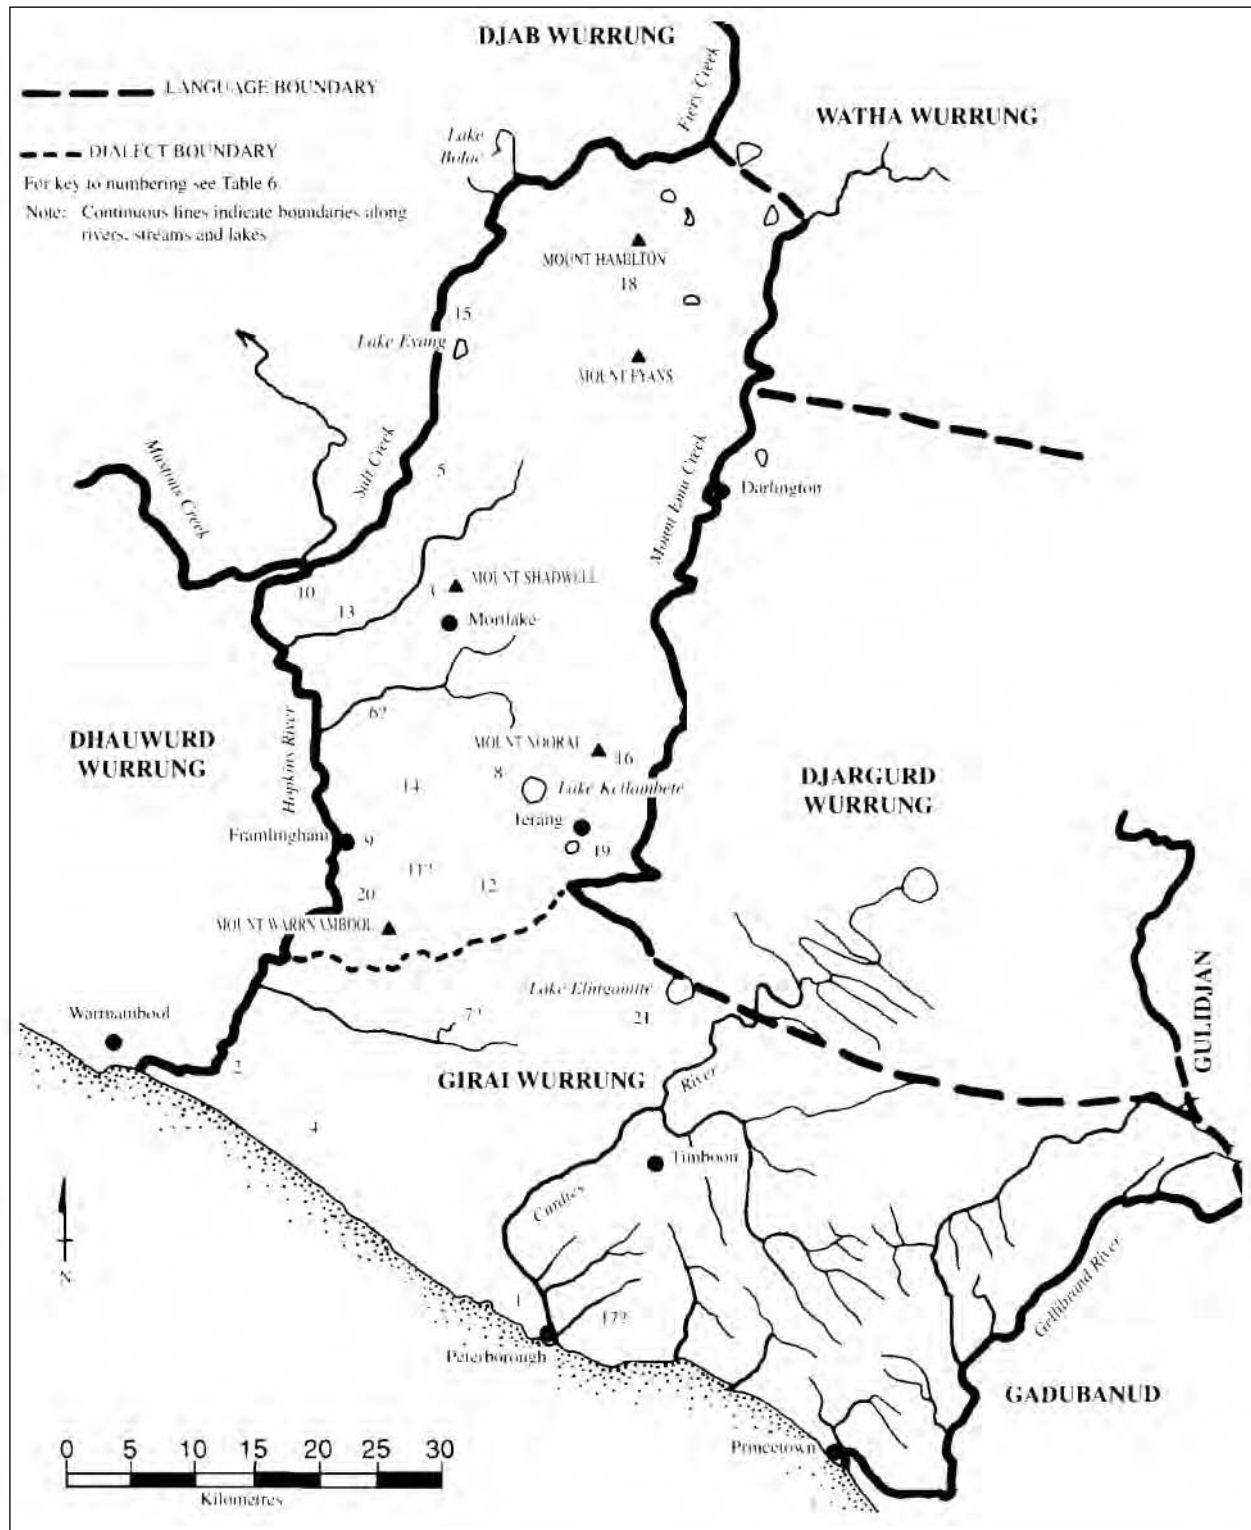 DJAB WURRUNG
LANGUAGE BOUNDARY
Fiery Creek
WATHA WURRUNG
Lake
Bolac
DIALECT BOUNDARY
For key to numbering see Table 6
Note: Continuous lines indicate boundaries along
rivers, streams and lakes
MOUNT HAMILTON
18
15
Lake Eyang
MOUNT FYANS
Mustons Creek
Salt Creek
5
Mount Emu Creek
Darlington
10
13
3
MOUNT SHADWELL
Mortlake
6?
DHAUWURD
WURRUNG
Hopkins River
MOUNT NOORAT
16
8
14
Lake Keilambete
DJARGURD
WURRUNG
Terang
Framlingham
9
19
11?
12
20
MOUNT WARRNAMBOOL
GULIDJAN
Lake Elingamite
7?
21
Warrnambool
2
GIRAI WURRUNG
River
4
Timboon
Curdies
N
1
17?
Peterborough
Gellibrand River
GADUBANUD
Princetown
0 5 10 15 20 25 30
Kilometres